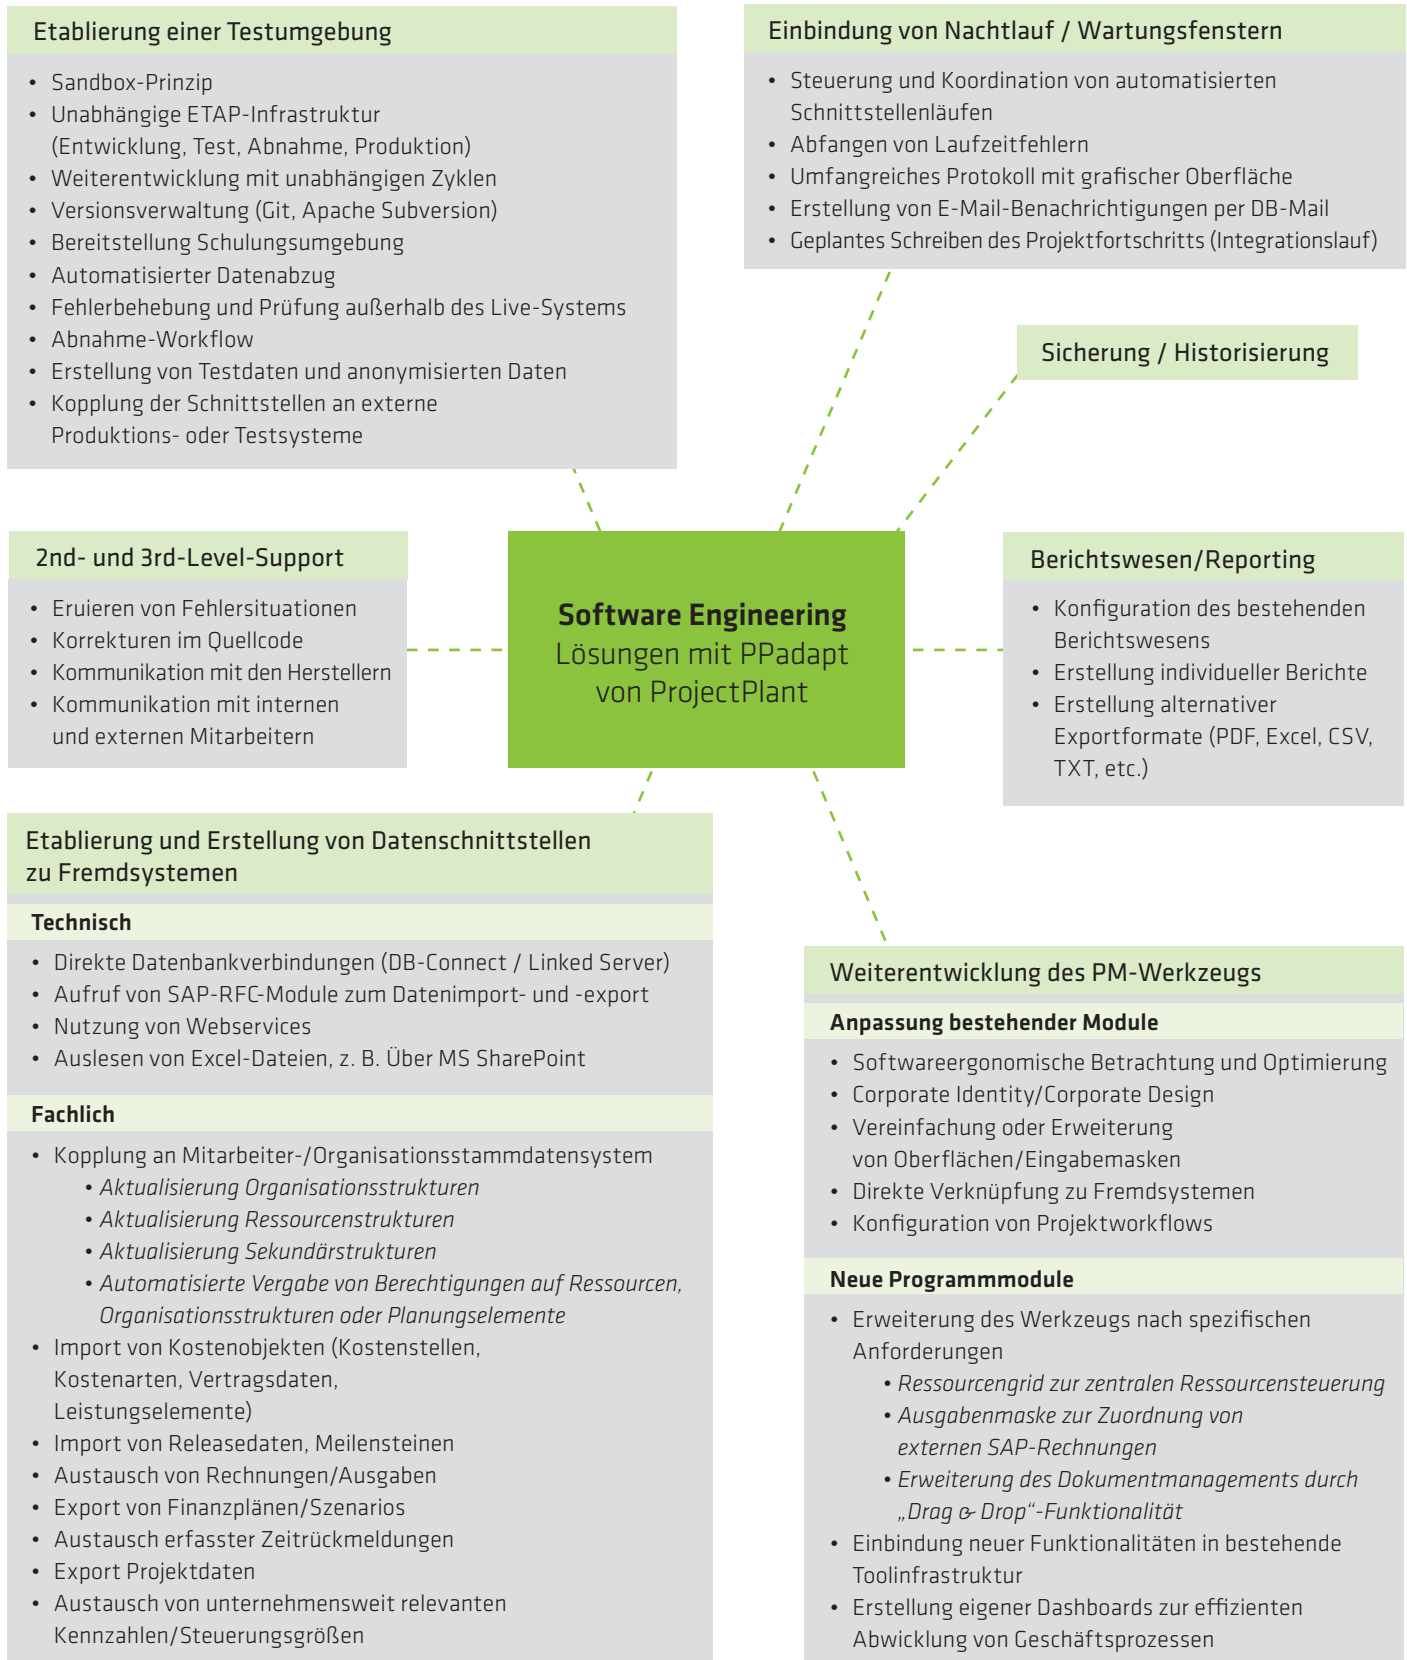 Etablierung einer Testumgebung
• Sandbox-Prinzip
• Unabhängige ETAP-Infrastruktur
(Entwicklung, Test, Abnahme, Produktion)
• Weiterentwicklung mit unabhängigen Zyklen
• Versionsverwaltung (Git, Apache Subversion)
• Bereitstellung Schulungsumgebung
• Automatisierter Datenabzug
• Fehlerbehebung und Prüfung außerhalb des Live-Systems
• Abnahme-Workflow
• Erstellung von Testdaten und anonymisierten Daten
• Kopplung der Schnittstellen an externe
Produktions- oder Testsysteme
Einbindung von Nachtlauf / Wartungsfenstern
• Steuerung und Koordination von automatisierten
Schnittstellenläufen
• Abfangen von Laufzeitfehlern
• Umfangreiches Protokoll mit grafischer Oberfläche
• Erstellung von E-Mail-Benachrichtigungen per DB-Mail
• Geplantes Schreiben des Projektfortschritts (Integrationslauf)
Sicherung / Historisierung
2nd- und 3rd-Level-Support
• Eruieren von Fehlersituationen
• Korrekturen im Quellcode
• Kommunikation mit den Herstellern
• Kommunikation mit internen
und externen Mitarbeitern
Software Engineering
Lösungen mit PPadapt
von ProjectPlant
Berichtswesen/Reporting
• Konfiguration des bestehenden
Berichtswesens
• Erstellung individueller Berichte
• Erstellung alternativer
Exportformate (PDF, Excel, CSV,
TXT, etc.)
Etablierung und Erstellung von Datenschnittstellen
zu Fremdsystemen
Technisch
• Direkte Datenbankverbindungen (DB-Connect / Linked Server)
• Aufruf von SAP-RFC-Module zum Datenimport- und -export
• Nutzung von Webservices
• Auslesen von Excel-Dateien, z. B. Über MS SharePoint
Fachlich
• Kopplung an Mitarbeiter-/Organisationsstammdatensystem
• Aktualisierung Organisationsstrukturen
• Aktualisierung Ressourcenstrukturen
• Aktualisierung Sekundärstrukturen
• Automatisierte Vergabe von Berechtigungen auf Ressourcen,
Organisationsstrukturen oder Planungselemente
• Import von Kostenobjekten (Kostenstellen,
Kostenarten, Vertragsdaten,
Leistungselemente)
• Import von Releasedaten, Meilensteinen
• Austausch von Rechnungen/Ausgaben
• Export von Finanzplänen/Szenarios
• Austausch erfasster Zeitrückmeldungen
• Export Projektdaten
• Austausch von unternehmensweit relevanten
Kennzahlen/Steuerungsgrößen
Weiterentwicklung des PM-Werkzeugs
Anpassung bestehender Module
• Softwareergonomische Betrachtung und Optimierung
• Corporate Identity/Corporate Design
• Vereinfachung oder Erweiterung
von Oberflächen/Eingabemasken
• Direkte Verknüpfung zu Fremdsystemen
• Konfiguration von Projektworkflows
Neue Programmmodule
• Erweiterung des Werkzeugs nach spezifischen
Anforderungen
• Ressourcengrid zur zentralen Ressourcensteuerung
• Ausgabenmaske zur Zuordnung von
externen SAP-Rechnungen
• Erweiterung des Dokumentmanagements durch
„Drag & Drop“-Funktionalität
• Einbindung neuer Funktionalitäten in bestehende
Toolinfrastruktur
• Erstellung eigener Dashboards zur effizienten
Abwicklung von Geschäftsprozessen